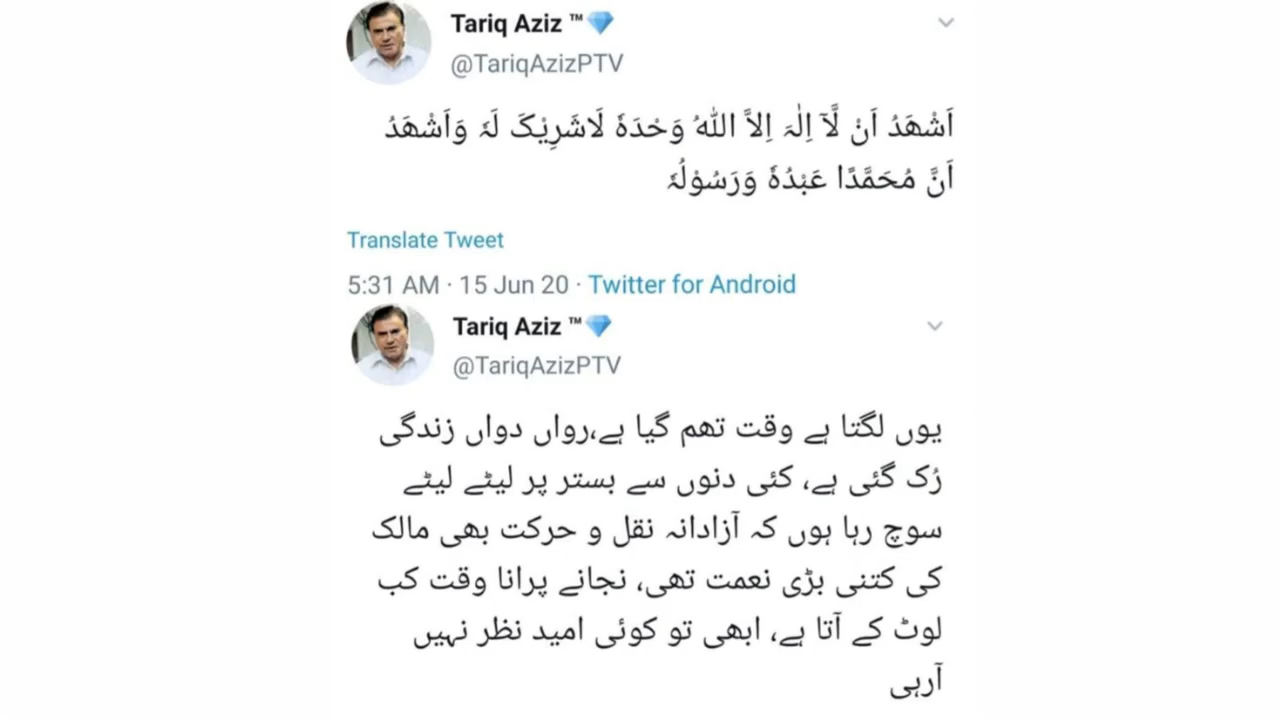 Tariq Aziz ™💎
@TariqAzizPTV
اَشْھَدُ اَنْ لَّآ اِلٰہَ اِلاَّ اللّٰہُ وَحْدَہٗ لَاشَرِیْکَ لَہٗ وَاَشْھَدُ
اَنَّ مُحَمَّدًا عَبْدُہٗ وَرَسُوْلُہٗ
Translate Tweet
5:31 AM · 15 Jun 20 · Twitter for Android
Tariq Aziz ™💎
@TariqAzizPTV
یوں لگتا ہے وقت تھم گیا ہے،رواں دواں زندگی
رُک گئی ہے، کئی دنوں سے بستر پر لیٹے لیٹے
سوچ رہا ہوں کہ آزادانہ نقل و حرکت بھی مالک
کی کتنی بڑی نعمت تھی، نجانے پرانا وقت کب
لوٹ کے آتا ہے، ابھی تو کوئی امید نظر نہیں
آرہی